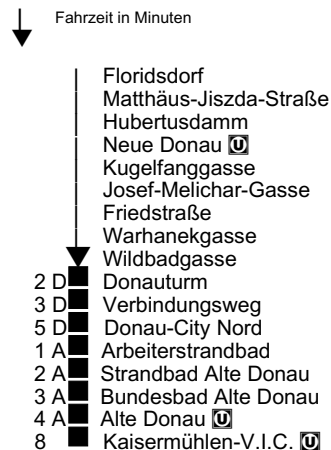 Fahrzeit in Minuten
Floridsdorf
Matthäus-Jiszda-Straße
Hubertusdamm
Neue Donau U
Kugelfanggasse
Josef-Melichar-Gasse
Friedstraße
Warhanekgasse
Wildbadgasse
2 D Donauturm
3 D Verbindungsweg
5 D Donau-City Nord
1 A Arbeiterstrandbad
2 A Strandbad Alte Donau
3 A Bundesbad Alte Donau
4 A Alte Donau U
8 Kaisermühlen-V.I.C. U